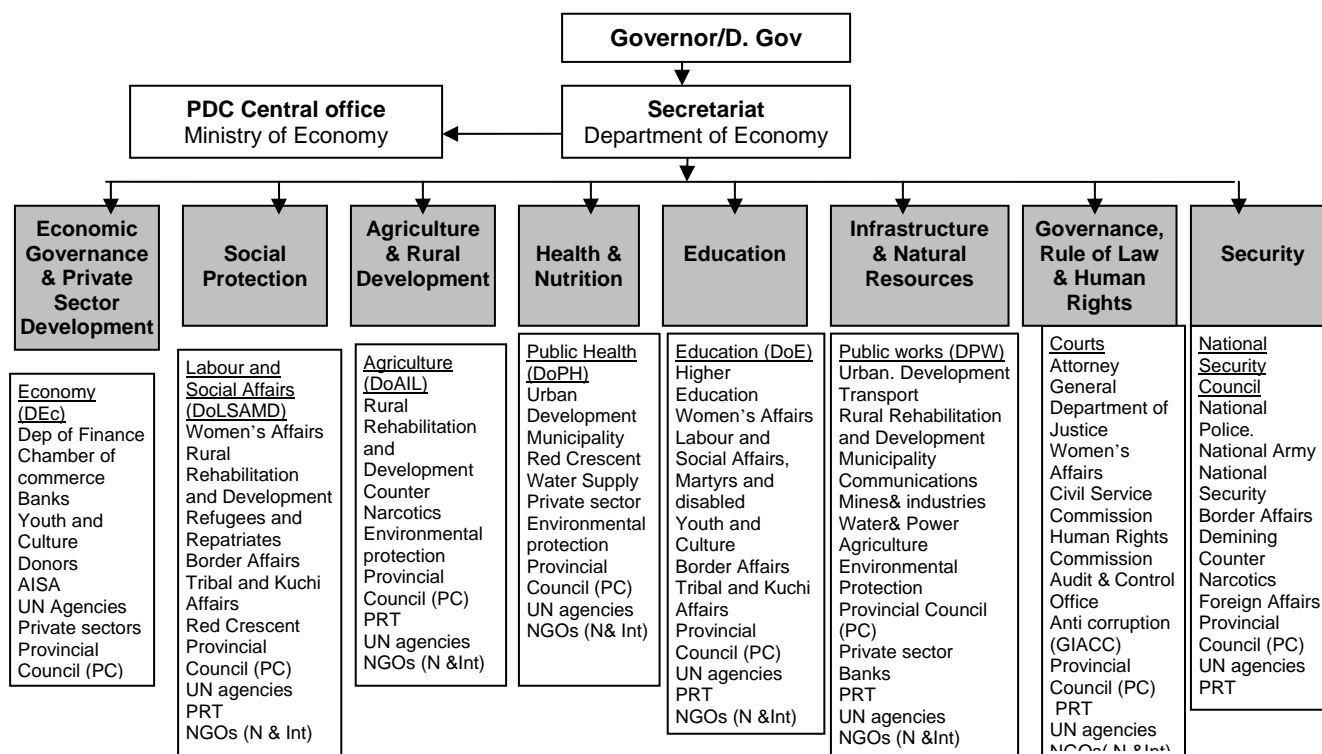 Governor/D. Gov
PDC Central office
Ministry of Economy
Secretariat
Department of Economy
Economic
Governance
& Private
Sector
Development
Social
Protection
Agriculture
& Rural
Development
Health &
Nutrition
Education
Infrastructure
& Natural
Resources
Governance,
Rule of Law
& Human
Rights
Security
Economy
(DEc)
Dep of Finance
Chamber of
commerce
Banks
Youth and
Culture
Donors
AISA
UN Agencies
Private sectors
Provincial
Council (PC)
Labour and
Social Affairs
(DoLSAMD)
Women's Affairs
Rural
Rehabilitation
and Development
Refugees and
Repatriates
Border Affairs
Tribal and Kuchi
Affairs
Red Crescent
Provincial
Council (PC)
UN agencies
PRT
NGOs (N & Int)
Agriculture
(DoAIL)
Rural
Rehabilitation
and
Development
Counter
Narcotics
Environmental
protection
Provincial
Council (PC)
PRT
UN agencies
NGOs (N &Int)
Public Health
(DoPH)
Urban
Development
Municipality
Red Crescent
Water Supply
Private sector
Environmental
protection
Provincial
Council (PC)
UN agencies
NGOs (N& Int)
Education (DoE)
Higher
Education
Women's Affairs
Labour and
Social Affairs,
Martyrs and
disabled
Youth and
Culture
Border Affairs
Tribal and Kuchi
Affairs
Provincial
Council (PC)
UN agencies
PRT
NGOs (N &Int)
Public works (DPW)
Urban. Development
Transport
Rural Rehabilitation
and Development
Municipality
Communications
Mines& industries
Water& Power
Agriculture
Environmental
Protection
Provincial Council
(PC)
Private sector
Banks
PRT
UN agencies
NGOs (N &Int)
Courts
Attorney
General
Department of
Justice
Women's
Affairs
Civil Service
Commission
Human Rights
Commission
Audit & Control
Office
Anti corruption
(GIACC)
Provincial
Council (PC)
PRT
UN agencies
NGOs( N &Int)
National
Security
Council
National
Police.
National Army
National
Security
Border Affairs
Demining
Counter
Narcotics
Foreign Affairs
Provincial
Council (PC)
UN agencies
PRT